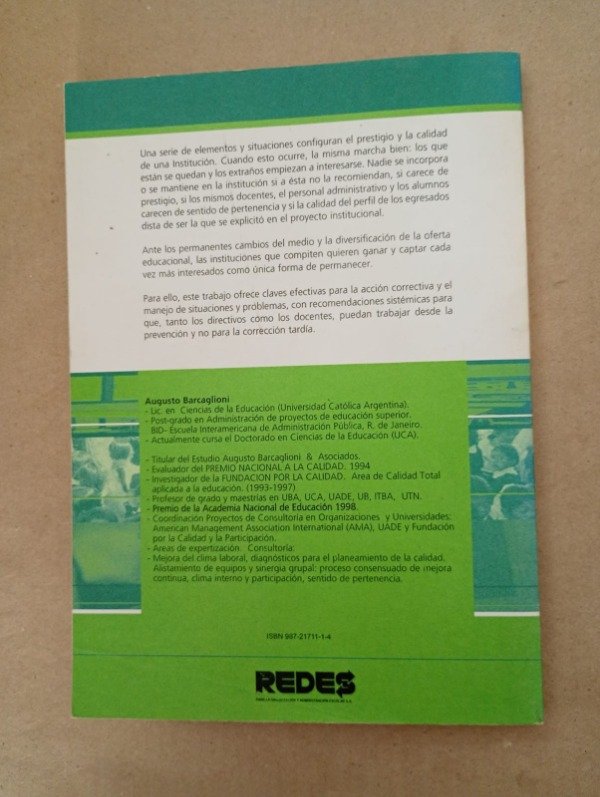 Una serie de elementos y situaciones configuran el prestigio y la calidad
de una Institución. Cuando esto ocurre, la misma marcha bien: los que
están se quedan y los extraños empiezan a interesarse. Nadie se incorpora
o se mantiene en la institución si a ésta no la recomiendan, si carece de
prestigio, si los mismos docentes, el personal administrativo y los alumnos
carecen de sentido de pertenencia y si la calidad del perfil de los egresados
dista de ser la que se explicitó en el proyecto institucional.
Ante los permanentes cambios del medio y la diversificación de la oferta
educacional, las instituciones que compiten quieren ganar y captar cada
vez más interesados como única forma de permanecer.
Para ello, este trabajo ofrece claves efectivas para la acción correctiva y el
manejo de situaciones y problemas, con recomendaciones sistémicas para
que, tanto los directivos cómo los docentes, puedan trabajar desde la
prevención y no para la corrección tardía.
Augusto Barcaglioni
- Lic. en Ciencias de la Educación (Universidad Católica Argentina).
- Post-grado en Administración de proyectos de educación superior.
BID- Escuela Interamericana de Administración Pública, R. de Janeiro.
- Actualmente cursa el Doctorado en Ciencias de la Educación (UCA).
- Titular del Estudio Augusto Barcaglioni & Asociados.
- Evaluador del PREMIO NACIONAL A LA CALIDAD. 1994
- Investigador de la FUNDACION POR LA CALIDAD. Area de Calidad Total
aplicada a la educación. (1993-1997)
- Profesor de grado y maestrías en UBA, UCA, UADE, UB, ITBA, UTN.
- Premio de la Academia Nacional de Educación 1998.
- Coordinación Proyectos de Consultoría en Organizaciones y Universidades:
American Management Association International (AMA), UADE y Fundación
por la Calidad y la Participación.
- Areas de expertización. Consultoría:
- Mejora del clima laboral, diagnósticos para el planeamiento de la calidad.
Alistamiento de equipos y sinergia grupal: proceso consensuado de mejora
continua, clima interno y participación, sentido de pertenencia.
ISBN 987-21711-1-4
REDES
PARA LA ORGANIZACIÓN Y ADMINISTRACIÓN ESCOLAR S.A.